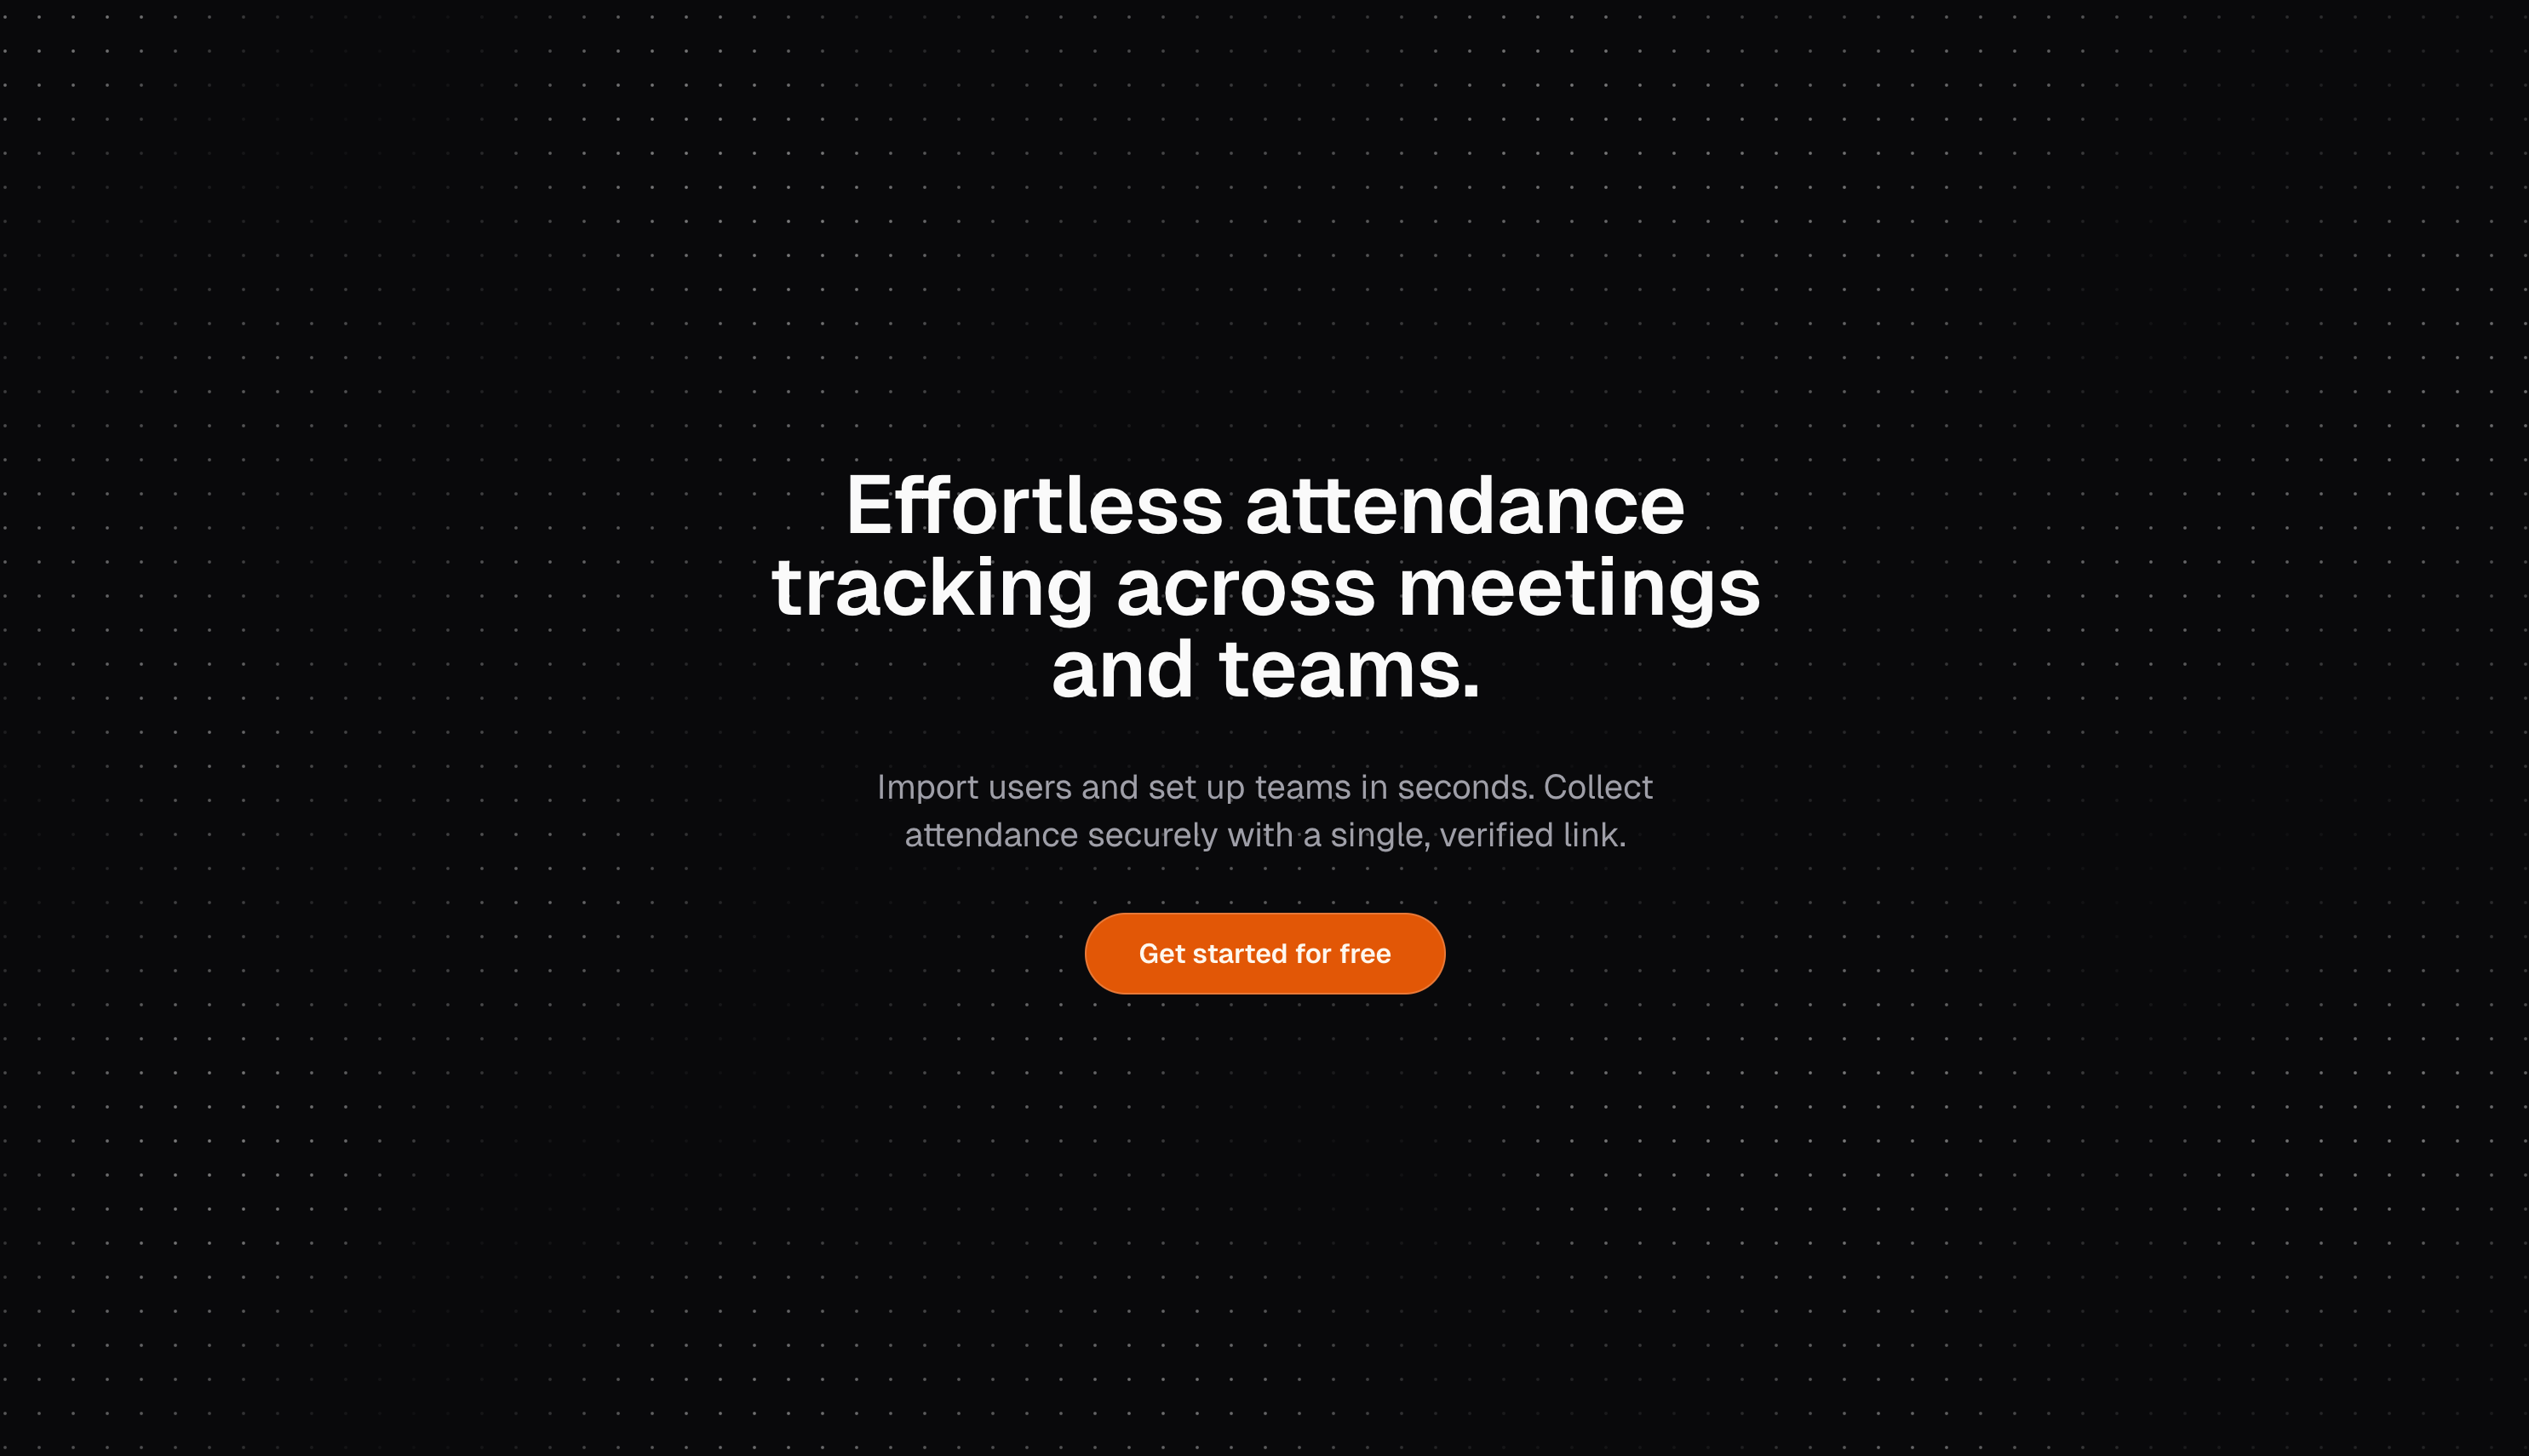 Effortless attendance
tracking across meetings
and teams.
Import users and set up teams in seconds. Collect
attendance securely with a single, verified link.
Get started for free